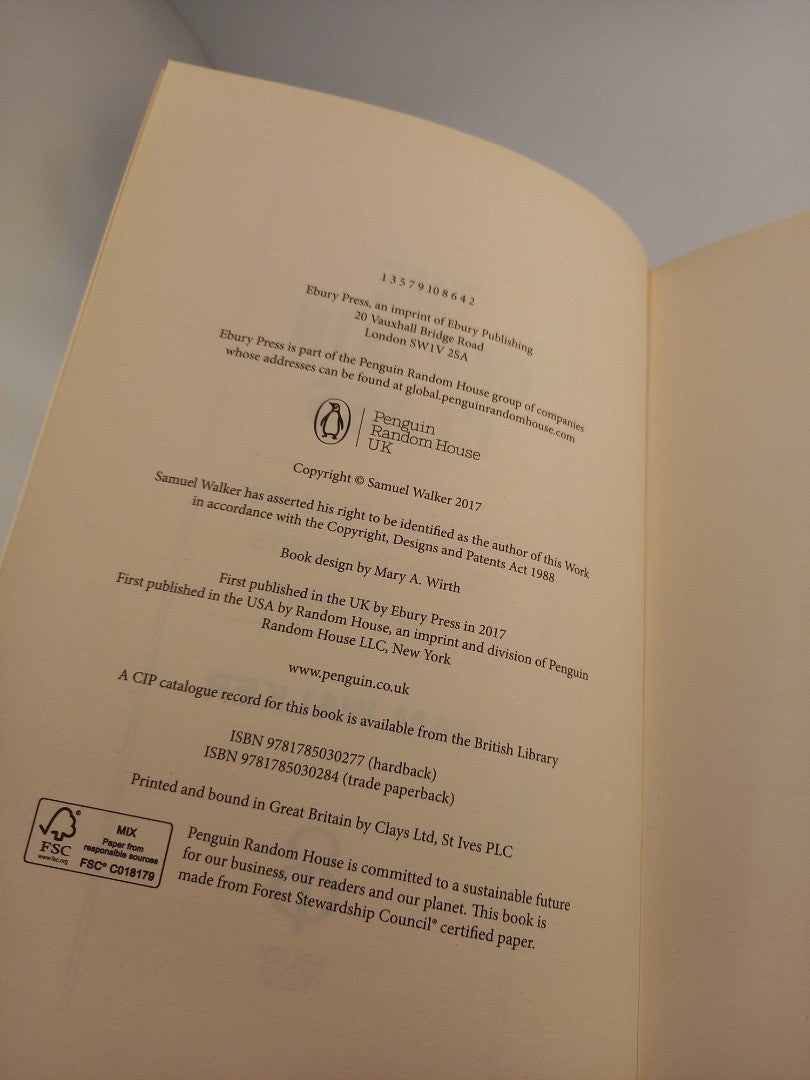 1 3 5 7 9 10 8 6 4 2
Ebury Press, an imprint of Ebury Publishing
20 Vauxhall Bridge Road
London SW1V 2SA
Ebury Press is part of the Penguin Random House group of companies
whose addresses can be found at global.penguinrandomhouse.com
Penguin
Random House
UK
Copyright © Samuel Walker 2017
Samuel Walker has asserted his right to be identified as the author of this Work
in accordance with the Copyright, Designs and Patents Act 1988
Book design by Mary A. Wirth
First published in the UK by Ebury Press in 2017
First published in the USA by Random House, an imprint and division of Penguin
Random House LLC, New York
www.penguin.co.uk
A CIP catalogue record for this book is available from the British Library
ISBN 9781785030277 (hardback)
ISBN 9781785030284 (trade paperback)
Printed and bound in Great Britain by Clays Ltd, St Ives PLC
FSC
www.fsc.org
MIX
Paper from
responsible sources
FSC® C018179
Penguin Random House is committed to a sustainable future
for our business, our readers and our planet. This book is
made from Forest Stewardship Council® certified paper.